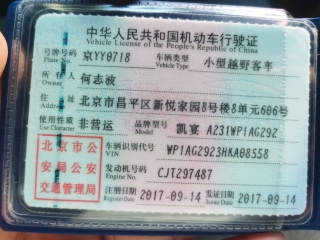 中华人民共和国机动车行驶证
Vehicle License of the People's Republic of China
号牌号码 京YY0718 车辆类型 小型越野客车
Plate No. Vehicle Type
所有人 何志波
Owner
住址 北京市昌平区新悦家园8号楼8单元606号
Address
使用性质 非营运 品牌型号 凯宴 A231WP1AG292
Use Character Model
北京市公安局公安交通管理局
车辆识别代号 WP1AG2923HKA08558
VIN
发动机号码 CJT297487
Engine No.
注册日期 2017-09-14 发证日期 2017-09-14
Register Date Issue Date